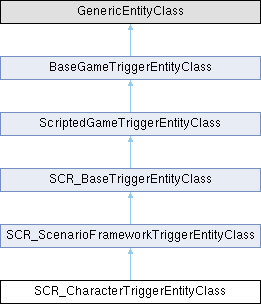 GenericEntityClass
BaseGameTriggerEntityClass
ScriptedGameTriggerEntityClass
SCR_BaseTriggerEntityClass
SCR_ScenarioFrameworkTriggerEntityClass
SCR_CharacterTriggerEntityClass